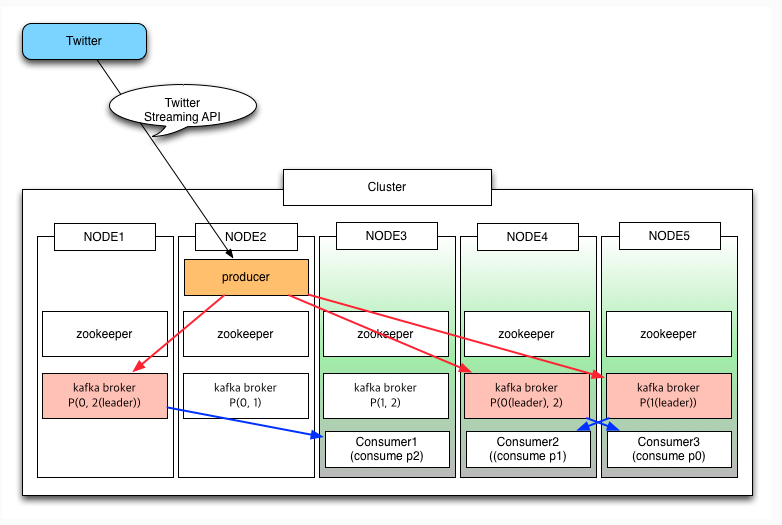 Twitter
Twitter
Streaming API
Cluster
NODE1
NODE2
NODE3
NODE4
NODE5
producer
zookeeper
zookeeper
zookeeper
zookeeper
zookeeper
kafka broker
P(0, 2(leader))
kafka broker
P(0, 1)
kafka broker
P(1, 2)
kafka broker
P(0(leader), 2)
kafka broker
P(1(leader))
Consumer1
(consume p2)
Consumer2
((consume p1)
Consumer3
(consume p0)